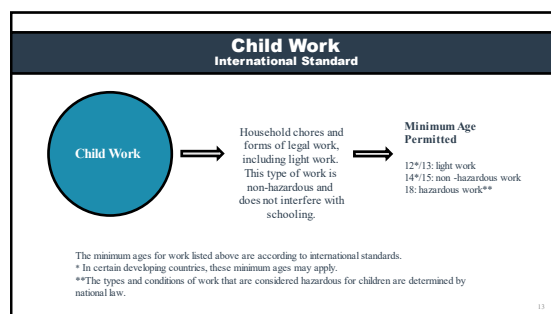 Child Work
International Standard
Child Work
Household chores and
forms of legal work,
including light work.
This type of work is
non-hazardous and
does not interfere with
schooling.
Minimum Age
Permitted
12*/13: light work
14*/15: non -hazardous work
18: hazardous work**
The minimum ages for work listed above are according to international standards.
* In certain developing countries, these minimum ages may apply.
**The types and conditions of work that are considered hazardous for children are determined by
national law.
13